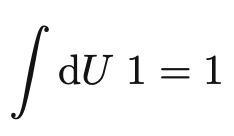 ∫ dU 1 = 1